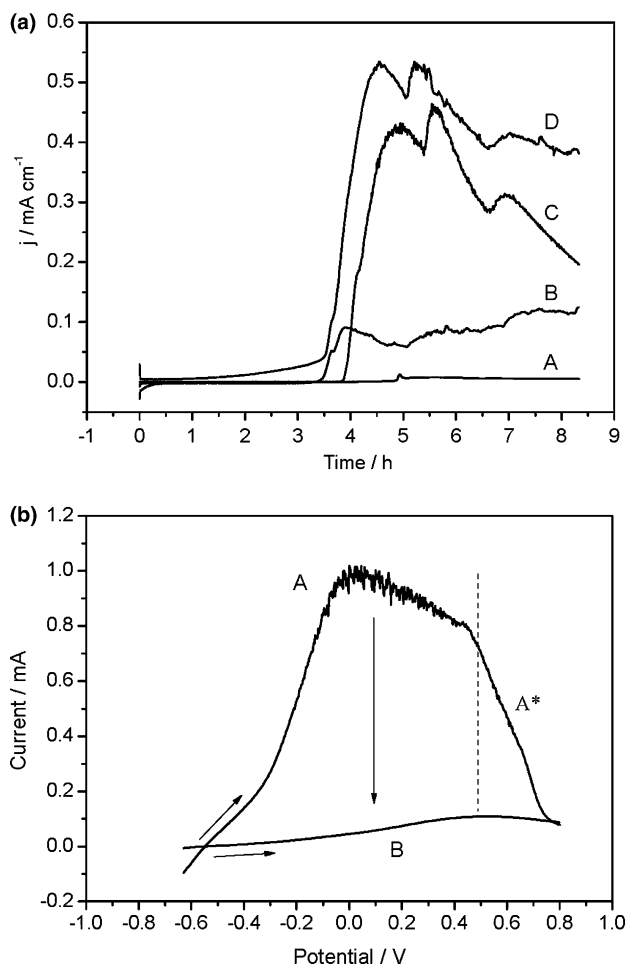 (a)
0.6
0.5
0.4
0.3
0.2
0.1
0.0
j / mA cm⁻¹
D
C
B
A
-1 0 1 2 3 4 5 6 7 8 9
Time / h
(b)
1.2
1.0
0.8
0.6
0.4
0.2
0.0
-0.2
Current / mA
A
A*
B
-1.0 -0.8 -0.6 -0.4 -0.2 0.0 0.2 0.4 0.6 0.8 1.0
Potential / V